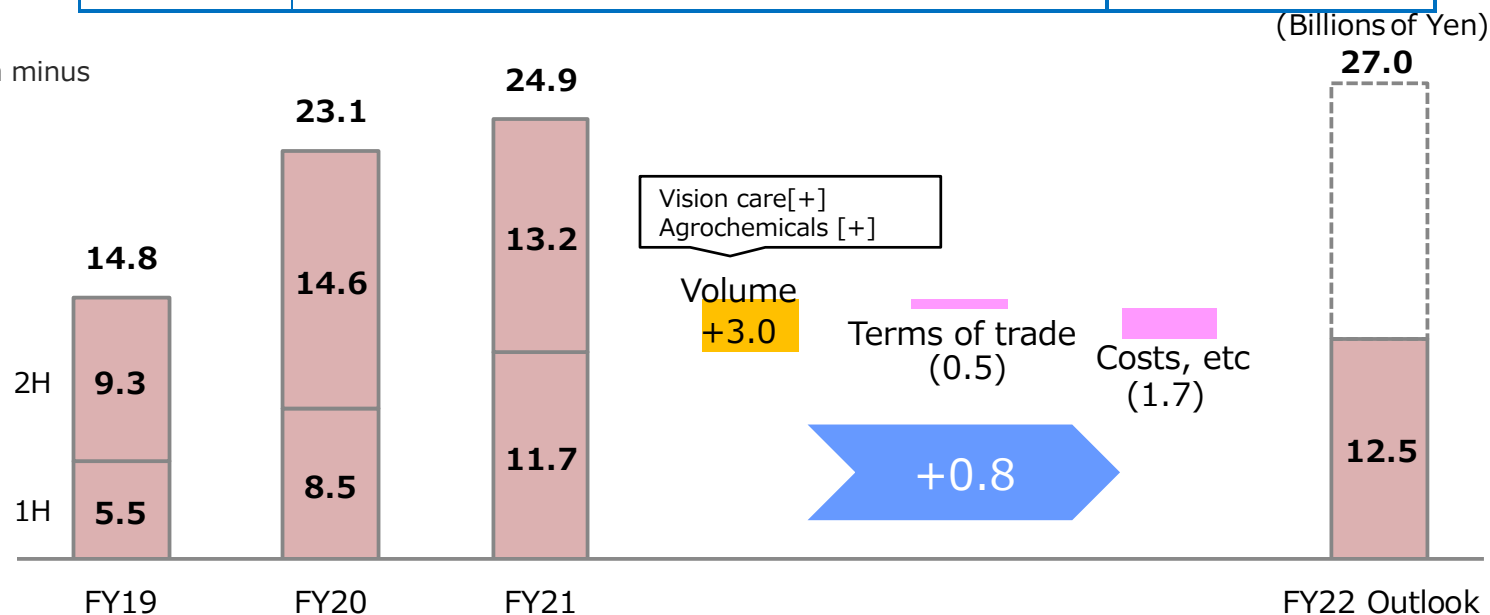 (Billions of Yen)
minus
27.0
24.9
23.1
14.8
Vision care[+]
Agrochemicals [+]
13.2
14.6
Volume
+3.0
Terms of trade
(0.5)
Costs, etc
(1.7)
2H
9.3
11.7
12.5
8.5
+0.8
1H
5.5
FY19
FY20
FY21
FY22 Outlook